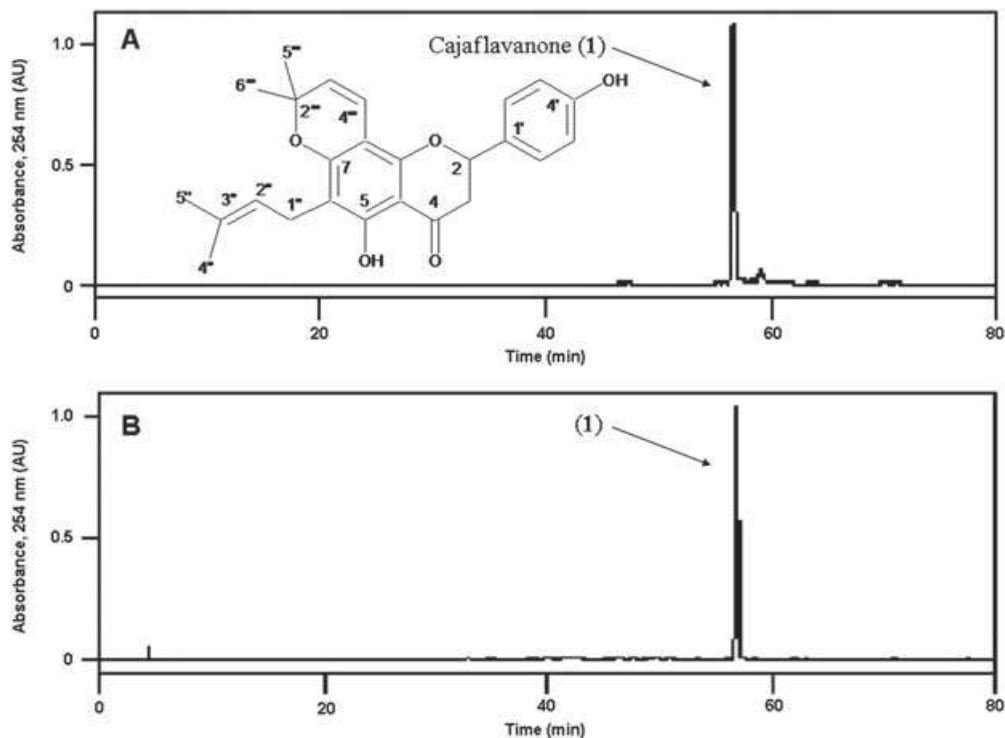 A
Cajaflavanone (1)
5'''
6'''
2'''
4'''
OH
4'
1'
O
O
2
7
5''
3''
2''
1''
5
4
4''
OH
O
1.0
0.5
0
Absorbance, 254 nm (AU)
0 20 40 60 80
Time (min)
B
(1)
1.0
0.5
0
Absorbance, 254 nm (AU)
0 20 40 60 80
Time (min)